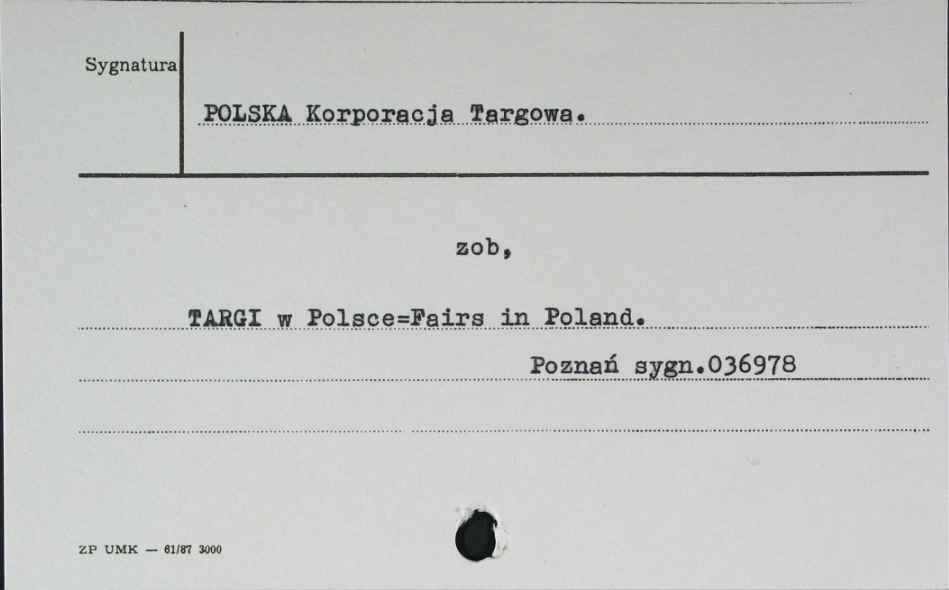 Sygnatura
POLSKA Korporacja Targowa.
zob,
TARGI w Polsce=Fairs in Poland.
Poznań sygn.036978
ZP UMK — 61/87 3000